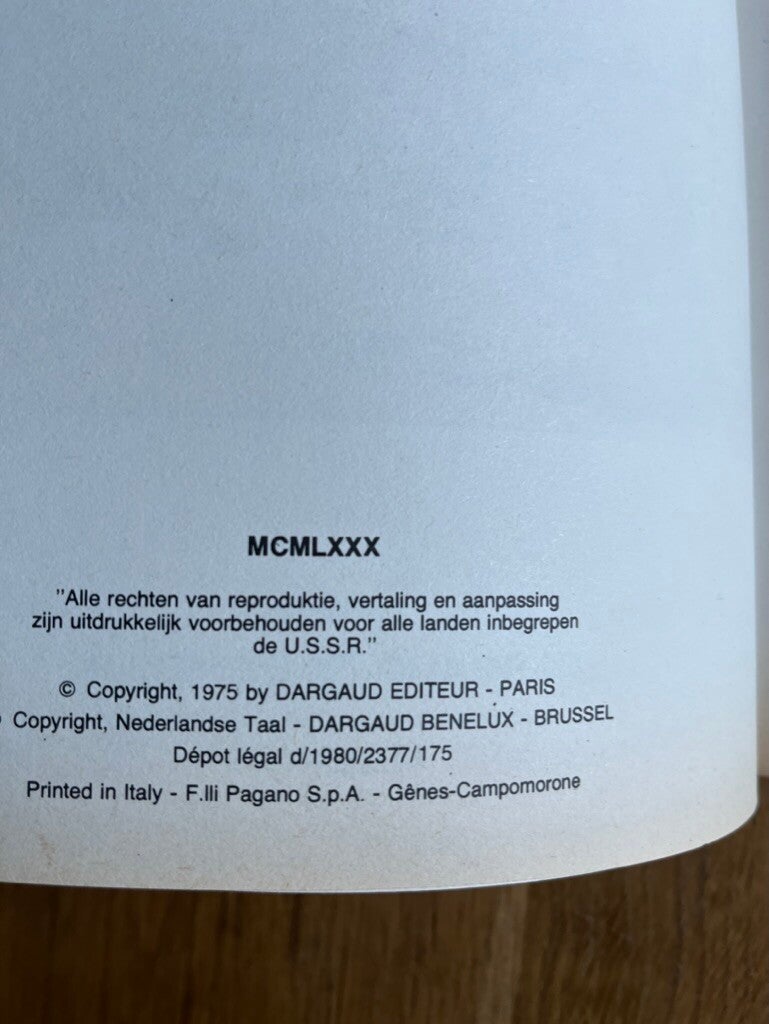 MCMLXXX
"Alle rechten van reproduktie, vertaling en aanpassing
zijn uitdrukkelijk voorbehouden voor alle landen inbegrepen
de U.S.S.R."
© Copyright, 1975 by DARGAUD EDITEUR - PARIS
Copyright, Nederlandse Taal - DARGAUD BENELUX - BRUSSEL
Dépot légal d/1980/2377/175
Printed in Italy - F.lli Pagano S.p.A. - Gênes-Campomorone